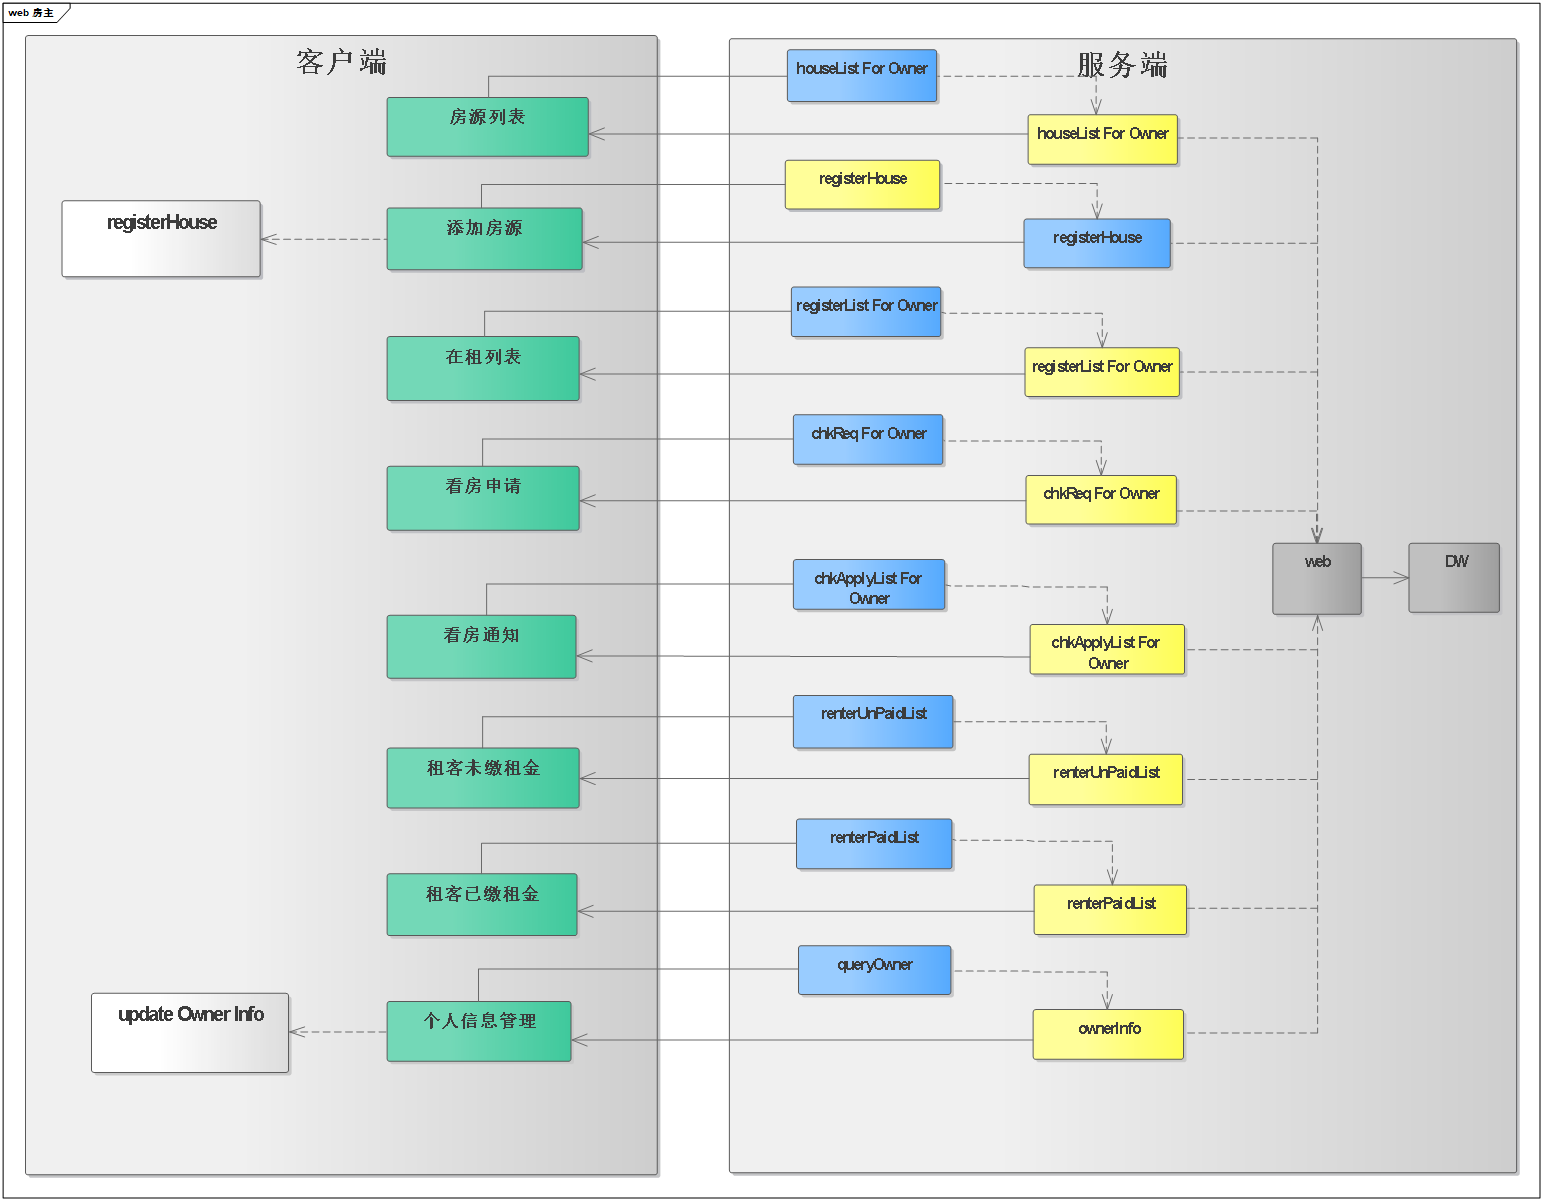 web 房主
客户端
服务端
houseList For Owner
房源列表
houseList For Owner
registerHouse
registerHouse
添加房源
registerHouse
registerList For Owner
在租列表
registerList For Owner
chkReq For Owner
看房申请
chkReq For Owner
web
DW
chkApplyList For
Owner
看房通知
chkApplyList For
Owner
renterUnPaidList
租客未缴租金
renterUnPaidList
renterPaidList
租客已缴租金
renterPaidList
queryOwner
update Owner Info
个人信息管理
ownerInfo